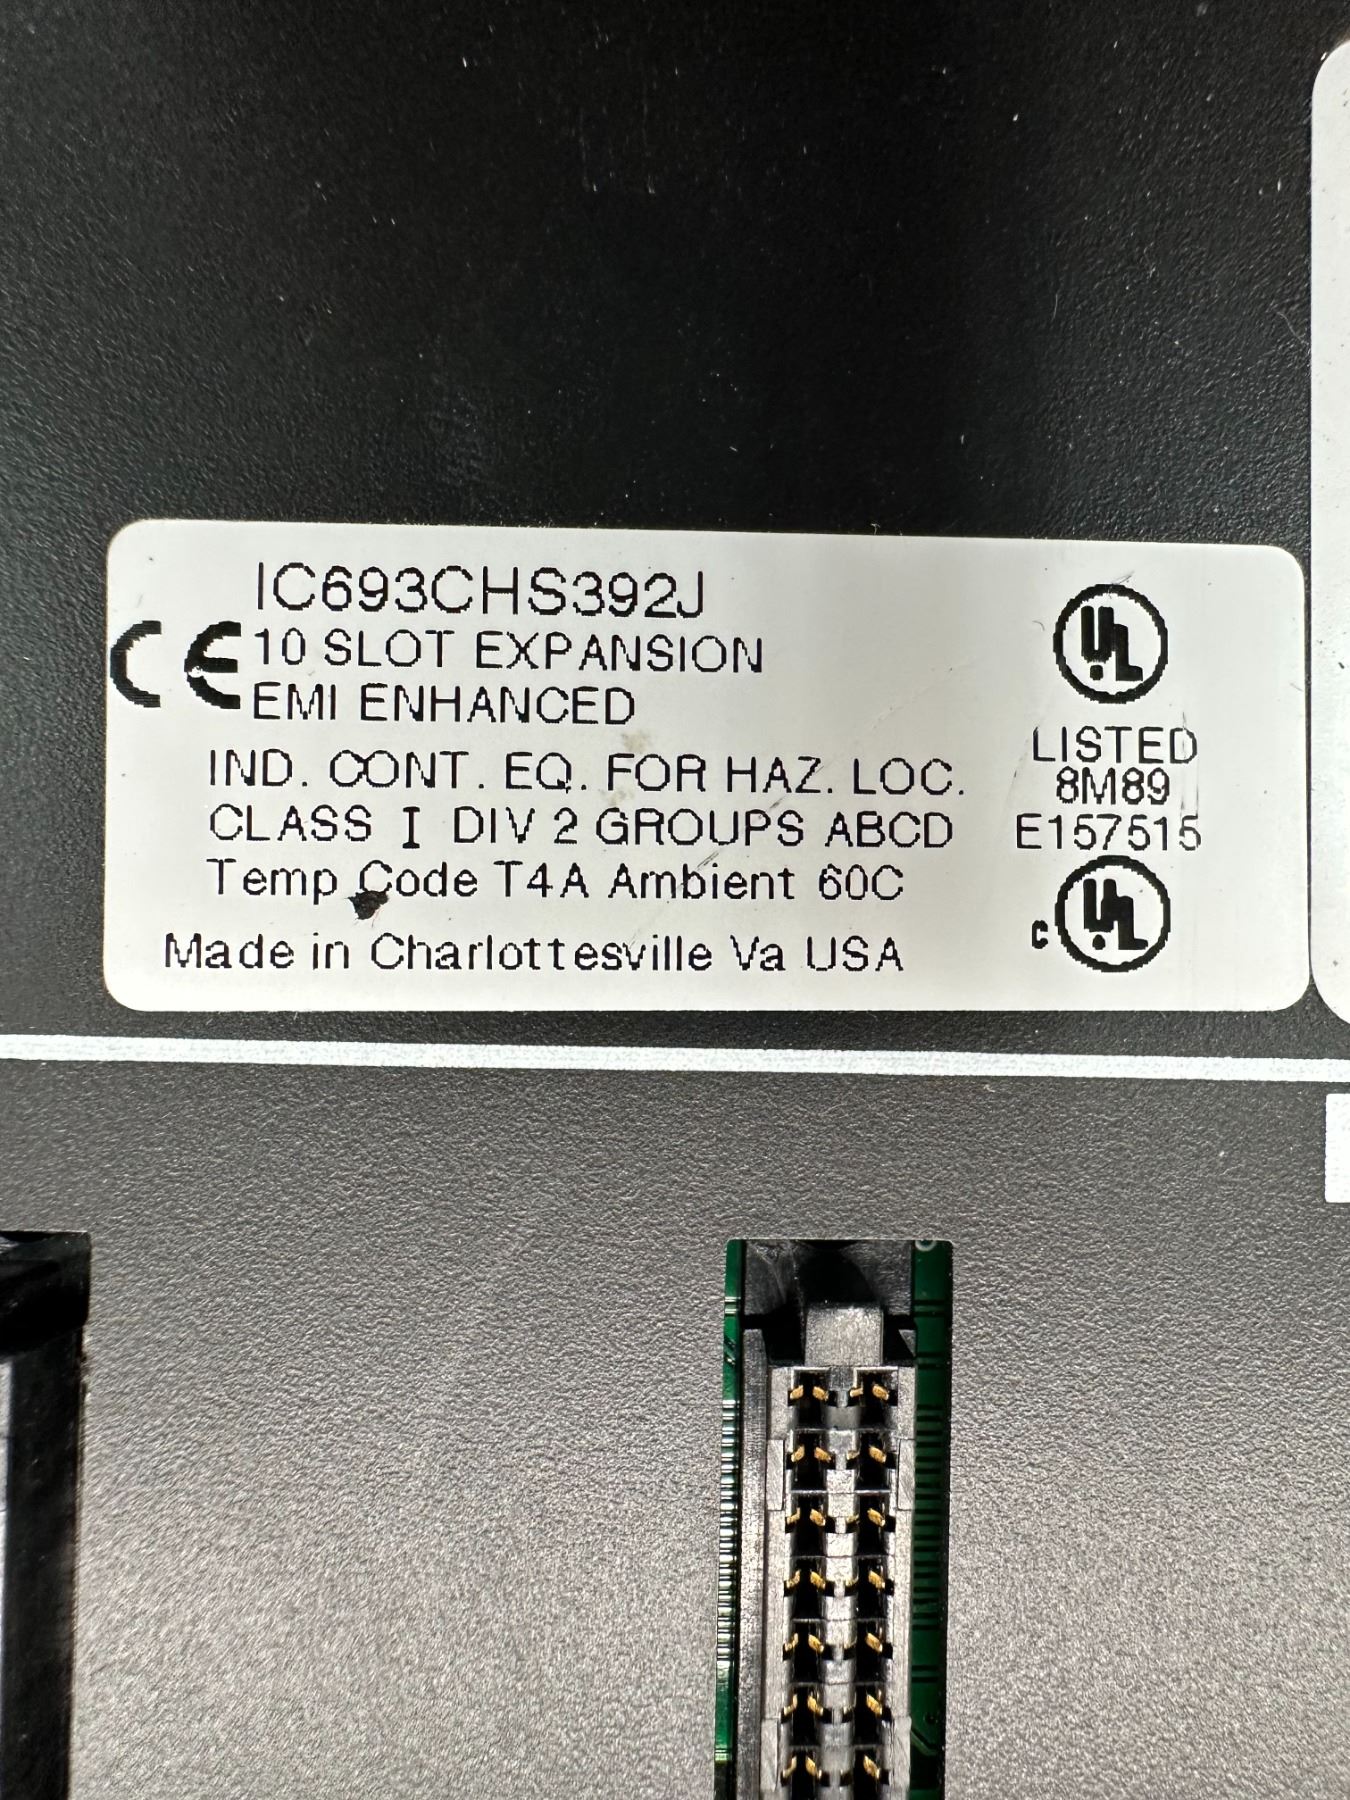 IC693CHS392J
CE 10 SLOT EXPANSION
EMI ENHANCED
IND. CONT. EQ. FOR HAZ. LOC.
CLASS I DIV 2 GROUPS ABCD
Temp Code T4A Ambient 60C
Made in Charlottesville Va USA
UL
LISTED
8M89
E157515
C UL